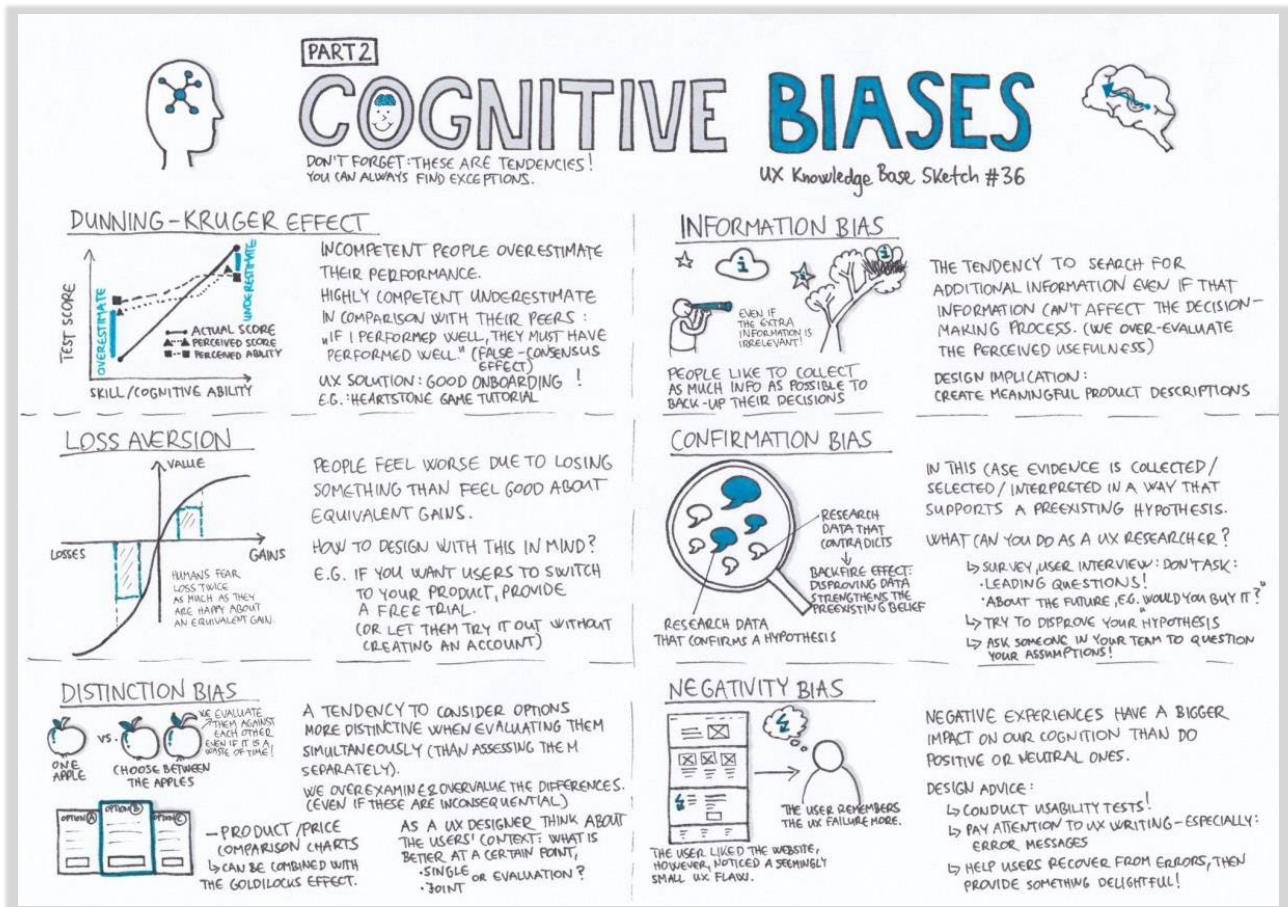 PART 2
COGNITIVE BIASES
DON'T FORGET: THESE ARE TENDENCIES!
YOU CAN ALWAYS FIND EXCEPTIONS.
UX Knowledge Base Sketch #36
DUNNING-KRUGER EFFECT
TEST SCORE
OVERESTIMATE
UNDERESTIMATE
ACTUAL SCORE
PERCEIVED SCORE
PERCEIVED ABILITY
SKILL/COGNITIVE ABILITY
INCOMPETENT PEOPLE OVERESTIMATE
THEIR PERFORMANCE.
HIGHLY COMPETENT UNDERESTIMATE
IN COMPARISON WITH THEIR PEERS:
„IF I PERFORMED WELL, THEY MUST HAVE
PERFORMED WELL." (FALSE-CONSENSUS
EFFECT)
UX SOLUTION: GOOD ONBOARDING!
E.G.: HEARTSTONE GAME TUTORIAL
INFORMATION BIAS
i
i
EVEN IF
THE EXTRA
INFORMATION IS
IRRELEVANT!
PEOPLE LIKE TO COLLECT
AS MUCH INFO AS POSSIBLE TO
BACK-UP THEIR DECISIONS
THE TENDENCY TO SEARCH FOR
ADDITIONAL INFORMATION EVEN IF THAT
INFORMATION CAN'T AFFECT THE DECISION-
MAKING PROCESS. (WE OVER-EVALUATE
THE PERCEIVED USEFULNESS)
DESIGN IMPLICATION:
CREATE MEANINGFUL PRODUCT DESCRIPTIONS
LOSS AVERSION
VALUE
LOSSES
GAINS
HUMANS FEAR
LOSS TWICE
AS MUCH AS THEY
ARE HAPPY ABOUT
AN EQUIVALENT GAIN.
PEOPLE FEEL WORSE DUE TO LOSING
SOMETHING THAN FEEL GOOD ABOUT
EQUIVALENT GAINS.
HOW TO DESIGN WITH THIS IN MIND?
E.G. IF YOU WANT USERS TO SWITCH
TO YOUR PRODUCT, PROVIDE
A FREE TRIAL.
(OR LET THEM TRY IT OUT WITHOUT
CREATING AN ACCOUNT)
CONFIRMATION BIAS
RESEARCH
DATA THAT
CONTRADICTS
BACKFIRE EFFECT:
DISPROVING DATA
STRENGTHENS THE
PREEXISTING BELIEF
RESEARCH DATA
THAT CONFIRMS A HYPOTHESIS
IN THIS CASE EVIDENCE IS COLLECTED/
SELECTED/INTERPRETED IN A WAY THAT
SUPPORTS A PREEXISTING HYPOTHESIS.
WHAT CAN YOU DO AS A UX RESEARCHER?
↳ SURVEY, USER INTERVIEW: DON'T ASK:
• LEADING QUESTIONS!
• ABOUT THE FUTURE, E.G. „WOULD YOU BUY IT?"
↳ TRY TO DISPROVE YOUR HYPOTHESIS
↳ ASK SOMEONE IN YOUR TEAM TO QUESTION
YOUR ASSUMPTIONS!
DISTINCTION BIAS
ONE
APPLE
VS.
CHOOSE BETWEEN
THE APPLES
WE EVALUATE
THEM AGAINST
EACH OTHER
EVEN IF IT IS A
WASTE OF TIME!
A TENDENCY TO CONSIDER OPTIONS
MORE DISTINCTIVE WHEN EVALUATING THEM
SIMULTANEOUSLY (THAN ASSESSING THEM
SEPARATELY).
WE OVEREXAMINE & OVERVALUE THE DIFFERENCES.
(EVEN IF THESE ARE INCONSEQUENTIAL)
OPTION A
OPTION B
OPTION C
– PRODUCT/PRICE
COMPARISON CHARTS
↳ CAN BE COMBINED WITH
THE GOLDILOCKS EFFECT.
AS A UX DESIGNER THINK ABOUT
THE USERS' CONTEXT: WHAT IS
BETTER AT A CERTAIN POINT,
• SINGLE OR EVALUATION?
• JOINT
NEGATIVITY BIAS
THE USER REMEMBERS
THE UX FAILURE MORE.
THE USER LIKED THE WEBSITE,
HOWEVER, NOTICED A SEEMINGLY
SMALL UX FLAW.
NEGATIVE EXPERIENCES HAVE A BIGGER
IMPACT ON OUR COGNITION THAN DO
POSITIVE OR NEUTRAL ONES.
DESIGN ADVICE:
↳ CONDUCT USABILITY TESTS!
↳ PAY ATTENTION TO UX WRITING – ESPECIALLY:
ERROR MESSAGES
↳ HELP USERS RECOVER FROM ERRORS, THEN
PROVIDE SOMETHING DELIGHTFUL!